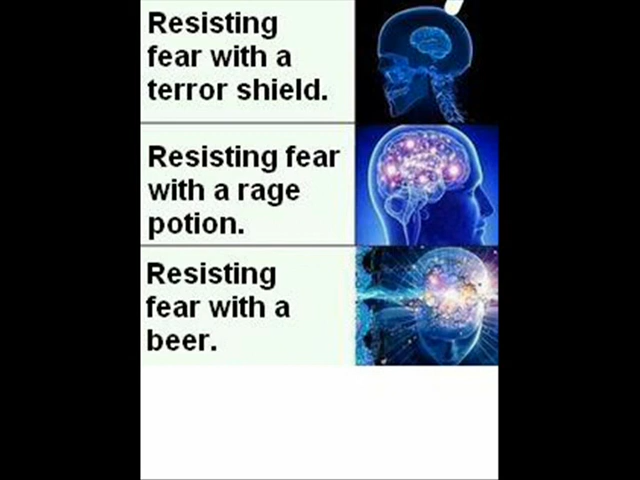 Resisting
fear with a
terror shield.
Resisting fear
with a rage
potion.
Resisting
fear with a
beer.